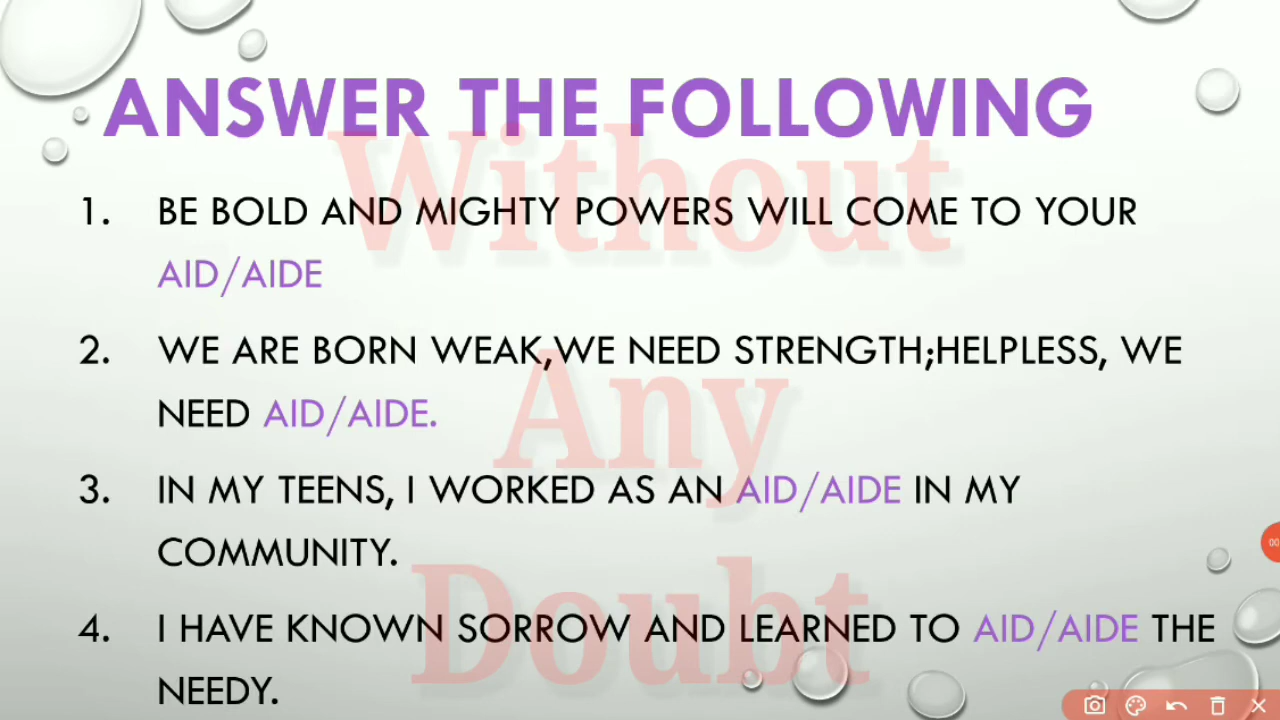 ANSWER THE FOLLOWING
Without
1. BE BOLD AND MIGHTY POWERS WILL COME TO YOUR
AID/AIDE
2. WE ARE BORN WEAK,WE NEED STRENGTH;HELPLESS, WE
Any
NEED AID/AIDE.
3. IN MY TEENS, I WORKED AS AN AID/AIDE IN MY
COMMUNITY.
00
4. I HAVE KNOWN SORROW AND LEARNED TO AID/AIDE THE
Doubt
NEEDY.